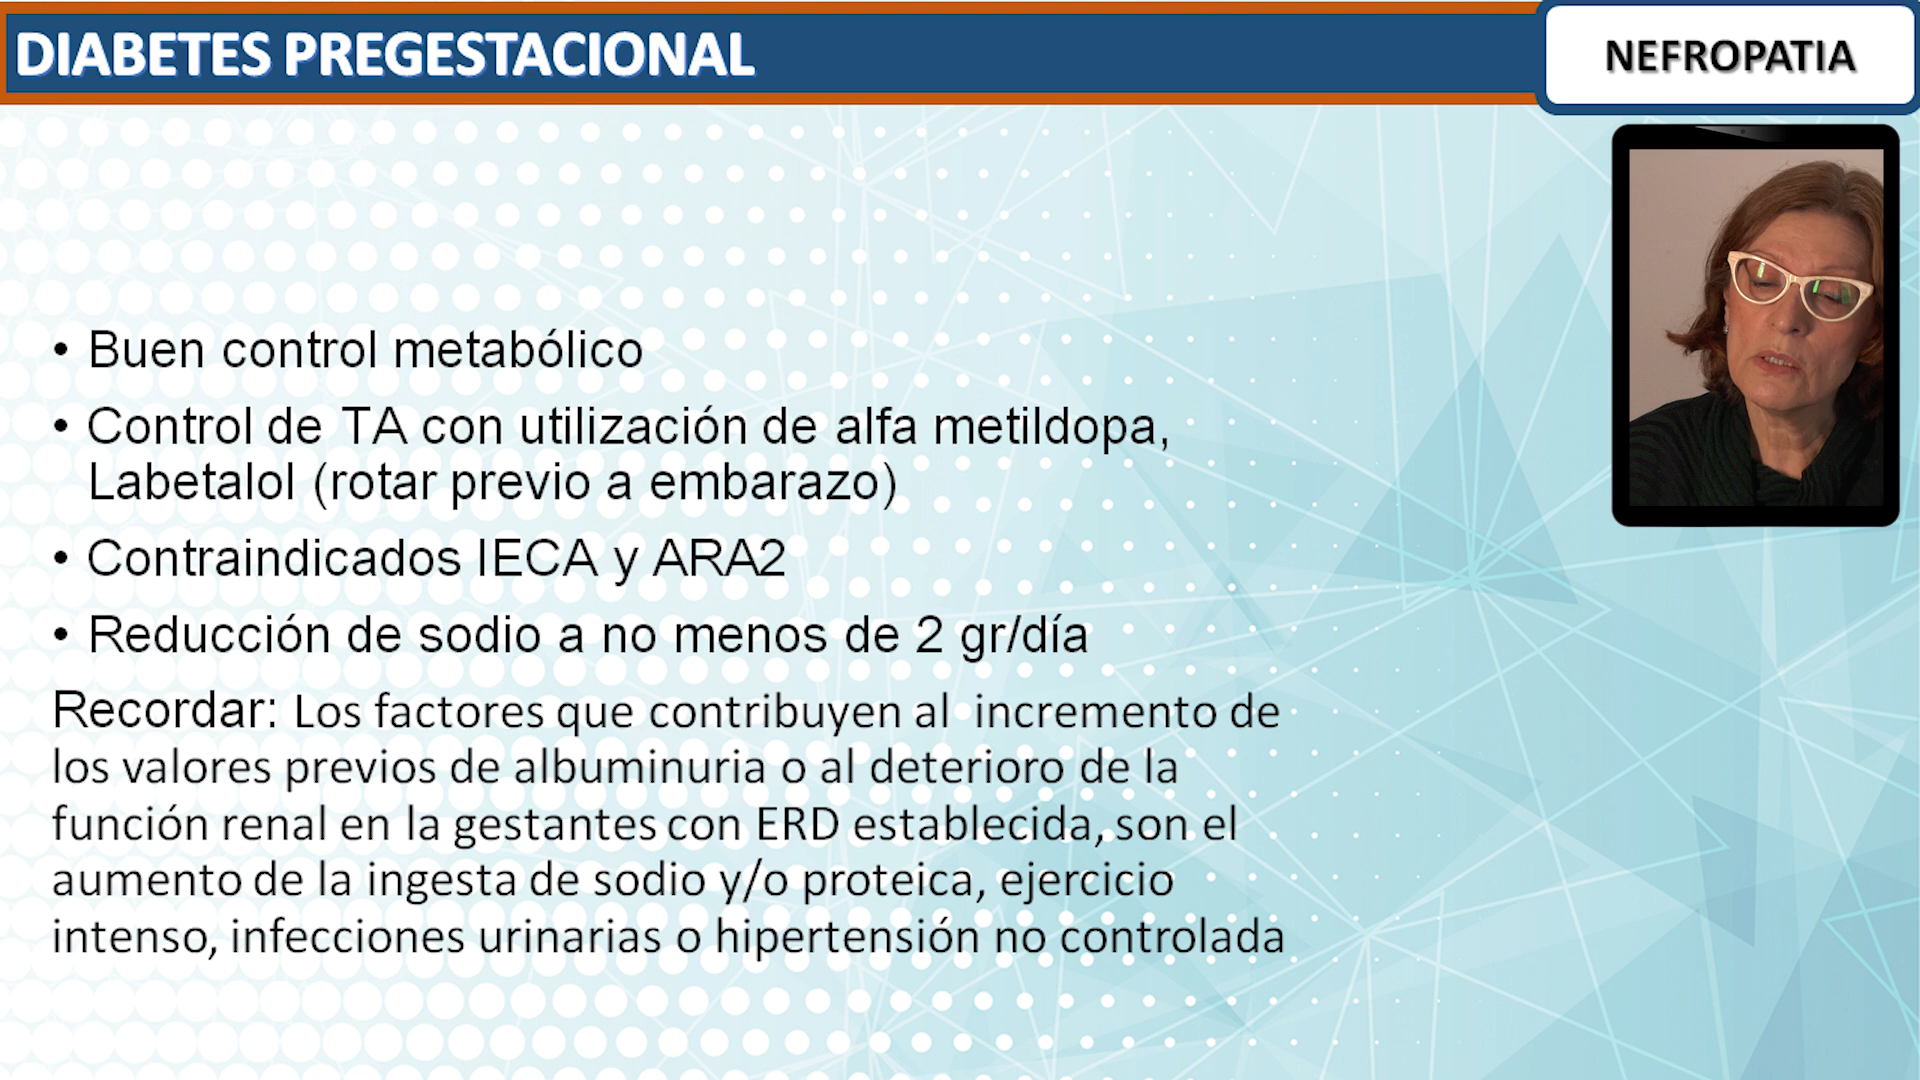 DIABETES PREGESTACIONAL
NEFROPATIA
• Buen control metabólico
• Control de TA con utilización de alfa metildopa,
Labetalol (rotar previo a embarazo)
• Contraindicados IECA y ARA2
• Reducción de sodio a no menos de 2 gr/día
Recordar: Los factores que contribuyen al incremento de
los valores previos de albuminuria o al deterioro de la
función renal en la gestantes con ERD establecida, son el
aumento de la ingesta de sodio y/o proteica, ejercicio
intenso, infecciones urinarias o hipertensión no controlada